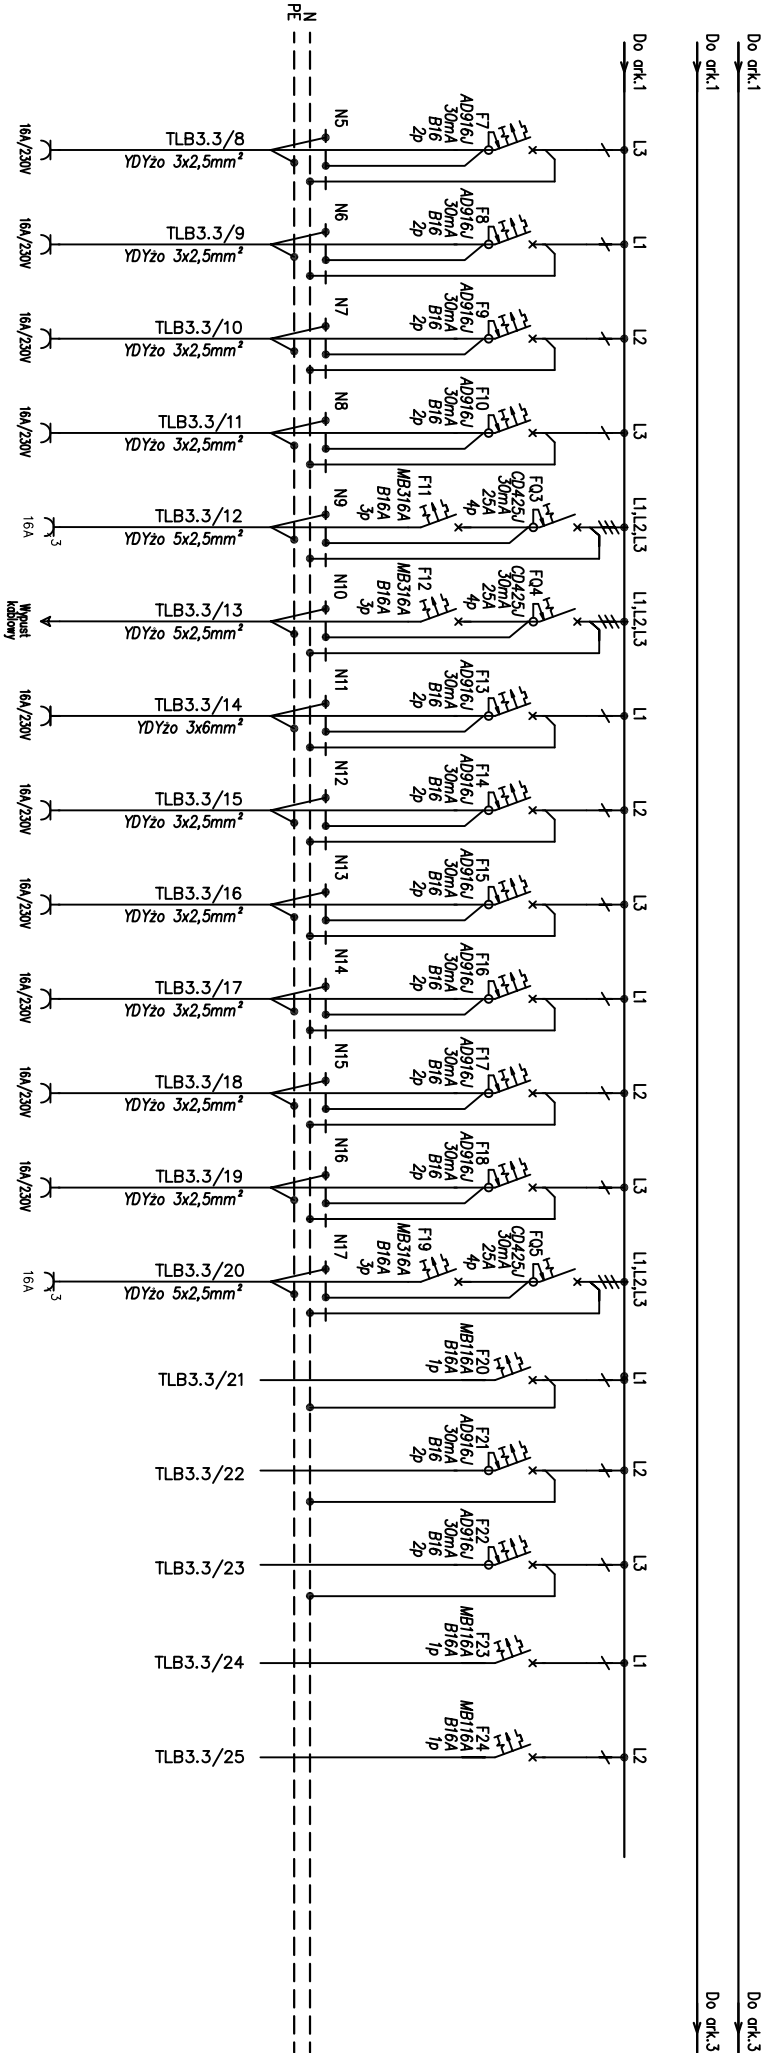 Do ark.1
Do ark.3
Do ark.1
Do ark.3
Do ark.1
N
PE
L3
F7
AD916J
30mA
B16
2p
N5
TLB3.3/8
YDYżo 3x2,5mm²
16A/230V
L1
F8
AD916J
30mA
B16
2p
N6
TLB3.3/9
YDYżo 3x2,5mm²
16A/230V
L2
F9
AD916J
30mA
B16
2p
N7
TLB3.3/10
YDYżo 3x2,5mm²
16A/230V
L3
F10
AD916J
30mA
B16
2p
N8
TLB3.3/11
YDYżo 3x2,5mm²
16A/230V
L1,L2,L3
FQ3
CD425J
30mA
25A
4p
F11
MB316A
B16A
3p
N9
TLB3.3/12
YDYżo 5x2,5mm²
3
16A
L1,L2,L3
FQ4
CD425J
30mA
25A
4p
F12
MB316A
B16A
3p
N10
TLB3.3/13
YDYżo 5x2,5mm²
Wypust
kablowy
L1
F13
AD916J
30mA
B16
2p
N11
TLB3.3/14
YDYżo 3x6mm²
16A/230V
L2
F14
AD916J
30mA
B16
2p
N12
TLB3.3/15
YDYżo 3x2,5mm²
16A/230V
L3
F15
AD916J
30mA
B16
2p
N13
TLB3.3/16
YDYżo 3x2,5mm²
16A/230V
L1
F16
AD916J
30mA
B16
2p
N14
TLB3.3/17
YDYżo 3x2,5mm²
16A/230V
L2
F17
AD916J
30mA
B16
2p
N15
TLB3.3/18
YDYżo 3x2,5mm²
16A/230V
L3
F18
AD916J
30mA
B16
2p
N16
TLB3.3/19
YDYżo 3x2,5mm²
16A/230V
L1,L2,L3
FQ5
CD425J
30mA
25A
4p
F19
MB316A
B16A
3p
N17
TLB3.3/20
YDYżo 5x2,5mm²
3
16A
L1
F20
MB116A
B16A
1p
TLB3.3/21
L2
F21
AD916J
30mA
B16
2p
TLB3.3/22
L3
F22
AD916J
30mA
B16
2p
TLB3.3/23
L1
F23
MB116A
B16A
1p
TLB3.3/24
L2
F24
MB116A
B16A
1p
TLB3.3/25